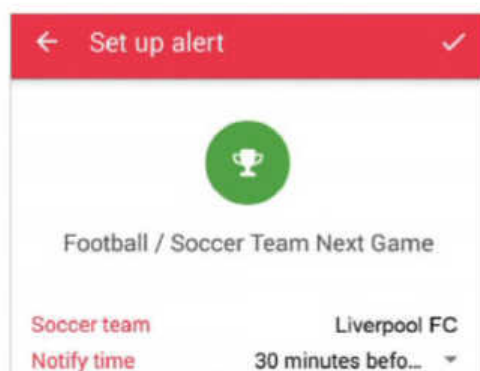 Set up alert
Football / Soccer Team Next Game
Soccer team Liverpool FC
Notify time 30 minutes befo...